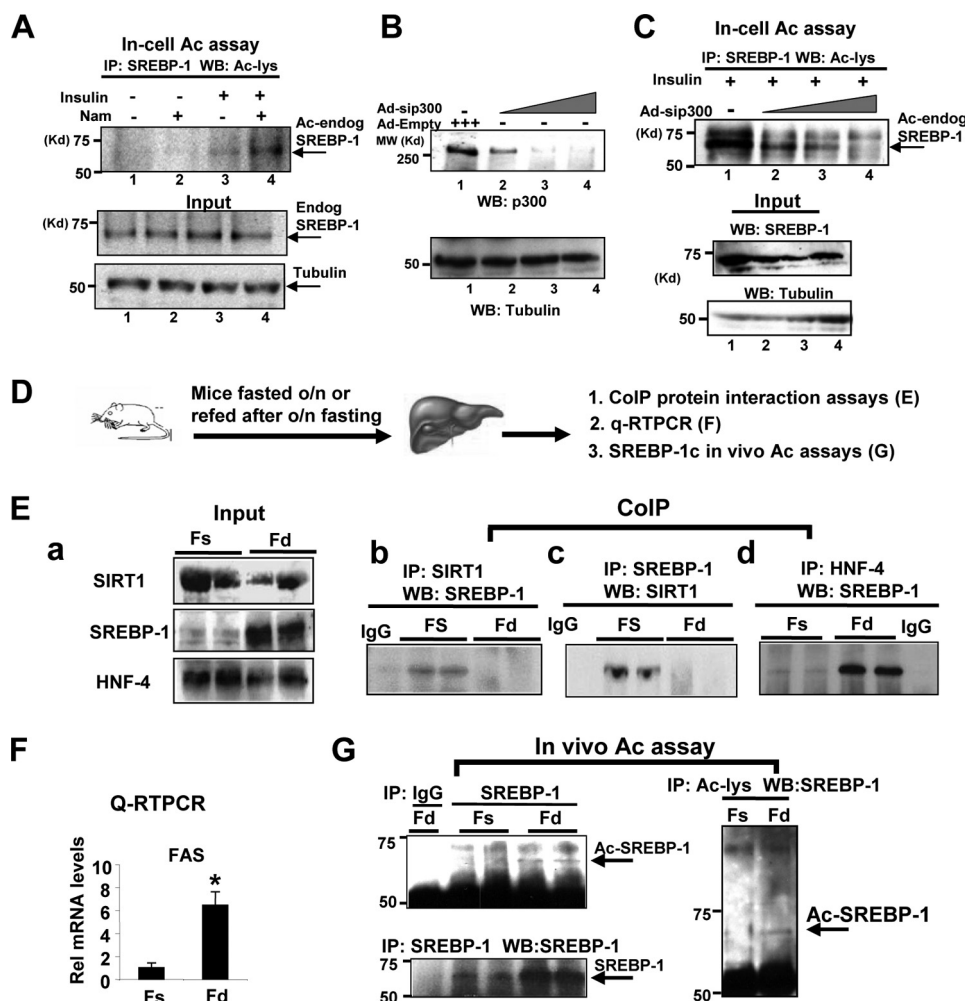 A
In-cell Ac assay
IP: SREBP-1 WB: Ac-lys
Insulin - - + +
Nam - + - +
Ac-endog
SREBP-1
(Kd) 75
50
1 2 3 4
Input
Endog
SREBP-1
(Kd) 75
50
Tubulin
1 2 3 4
B
Ad-sip300 - 
Ad-Empty +++ - - -
MW (Kd)
250
1 2 3 4
WB: p300
50
1 2 3 4
WB: Tubulin
C
In-cell Ac assay
IP: SREBP-1 WB: Ac-lys
Insulin + + + +
Ad-sip300 -
Ac-endog
SREBP-1
(Kd) 75
50
1 2 3 4
Input
WB: SREBP-1
75
(Kd)
WB: Tubulin
50
1 2 3 4
D
Mice fasted o/n or
refed after o/n fasting
1. CoIP protein interaction assays (E)
2. q-RTPCR (F)
3. SREBP-1c in vivo Ac assays (G)
E
a
Input
Fs Fd
SIRT1
SREBP-1
HNF-4
CoIP
b
IP: SIRT1
WB: SREBP-1
IgG FS Fd
c
IP: SREBP-1
WB: SIRT1
IgG FS Fd
d
IP: HNF-4
WB: SREBP-1
Fs Fd IgG
F
Q-RTPCR
FAS
Rel mRNA levels
10
8
6
4
2
0
*
Fs Fd
G
In vivo Ac assay
IP: IgG SREBP-1
Fd Fs Fd
75
50
Ac-SREBP-1
IP: SREBP-1 WB:SREBP-1
SREBP-1
IP: Ac-lys WB:SREBP-1
Fs Fd
75
50
Ac-SREBP-1